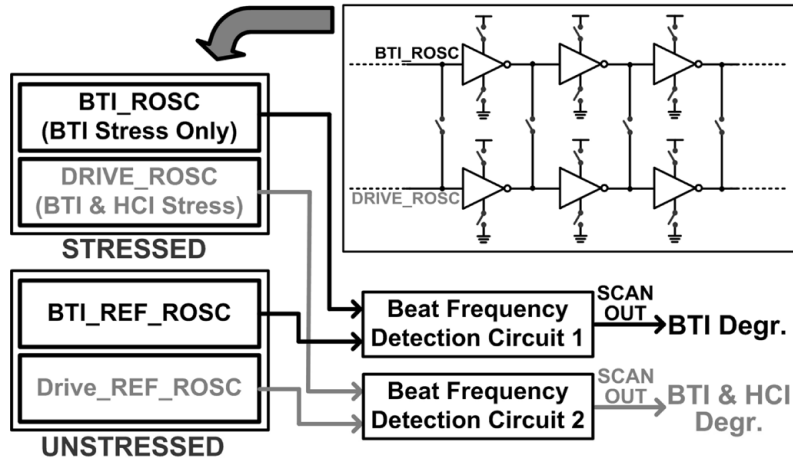 BTI_ROSC
DRIVE_ROSC
BTI_ROSC
(BTI Stress Only)
DRIVE_ROSC
(BTI & HCI Stress)
STRESSED
BTI_REF_ROSC
Drive_REF_ROSC
UNSTRESSED
Beat Frequency
Detection Circuit 1
SCAN
OUT
BTI Degr.
Beat Frequency
Detection Circuit 2
SCAN
OUT
BTI & HCI
Degr.